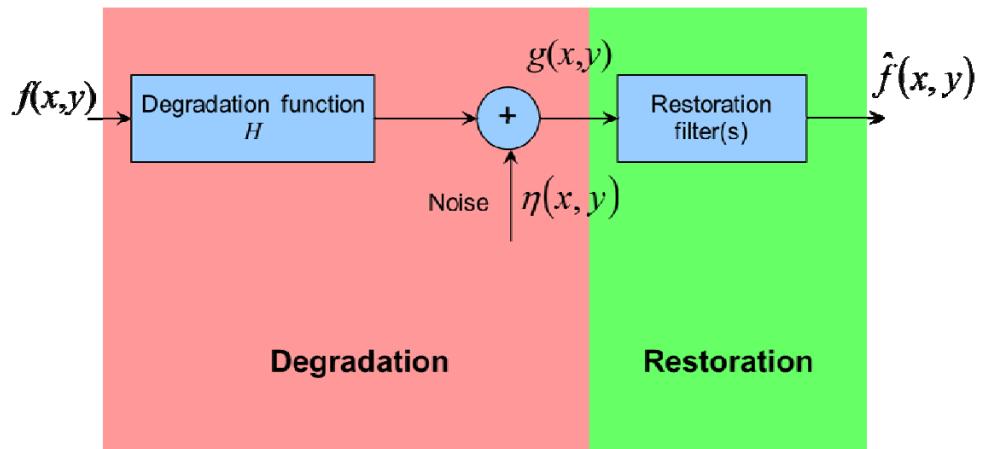 g(x,y)
f(x,y)
Degradation function
H
+
Restoration
filter(s)
f̂(x, y)
Noise
η(x, y)
Degradation
Restoration